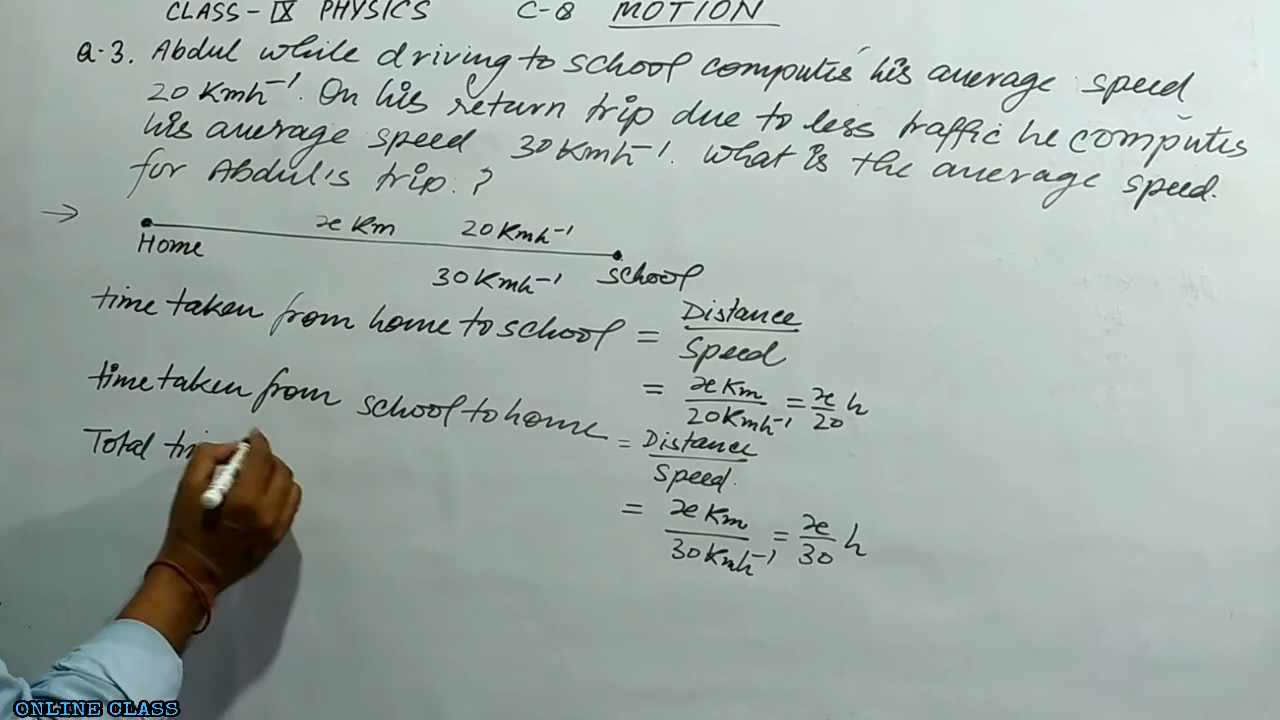 CLASS-IX PHYSICS C-8 MOTION
Q-3. Abdul while driving to school computes his average speed
20 Kmh⁻¹. On his return trip due to less traffic he computes
his average speed 30 Kmh⁻¹. What is the average speed.
for Abdul's trip.?
→ x Km 20 Kmh⁻¹
Home 30 Kmh⁻¹ school
time taken from home to school = Distance / Speed
= x Km / 20 Kmh⁻¹ = x/20 h
time taken from school to home = Distance / Speed.
= x Km / 30 Kmh⁻¹ = x/30 h
Total
ONLINE CLASS